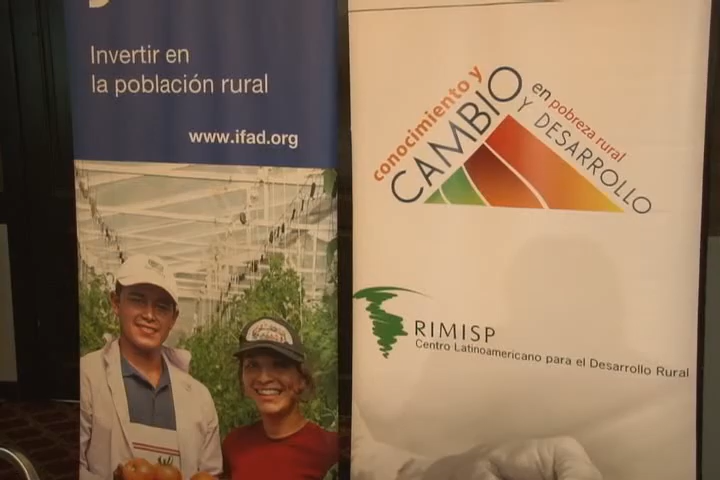 Invertir en
la población rural
www.ifad.org
conocimiento y
CAMBIO
en pobreza rural
Y DESARROLLO
RIMISP
Centro Latinoamericano para el Desarrollo Rural